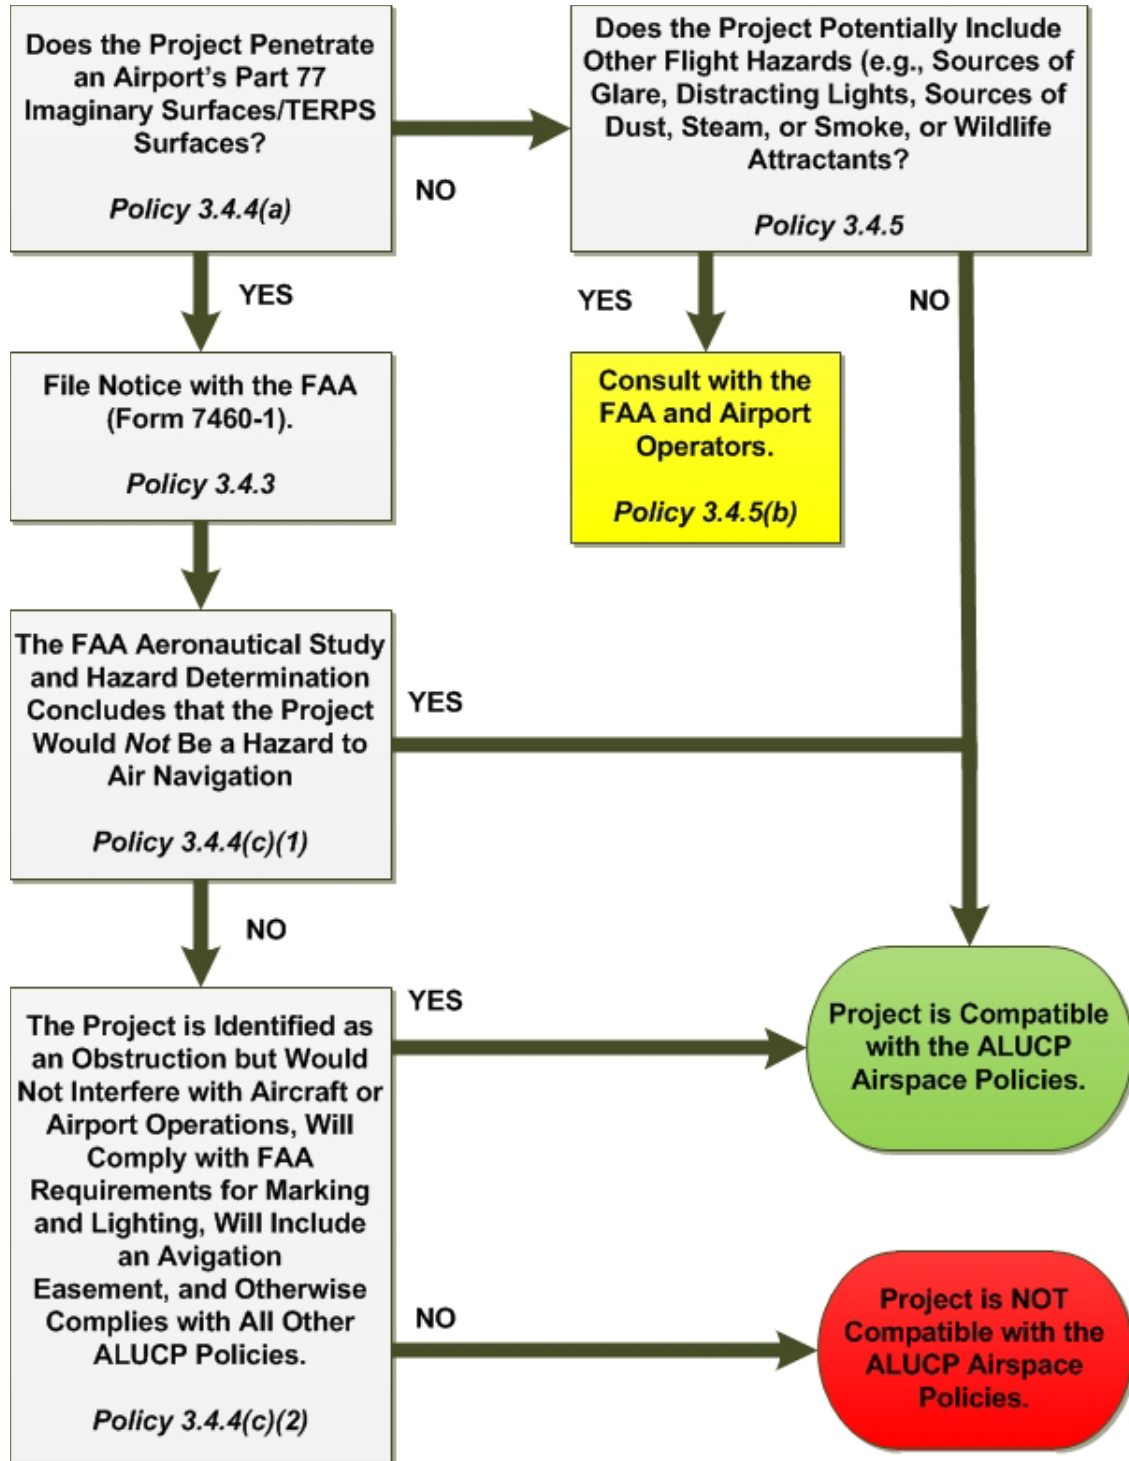 Does the Project Penetrate
an Airport's Part 77
Imaginary Surfaces/TERPS
Surfaces?
Policy 3.4.4(a)
NO
Does the Project Potentially Include
Other Flight Hazards (e.g., Sources of
Glare, Distracting Lights, Sources of
Dust, Steam, or Smoke, or Wildlife
Attractants?
Policy 3.4.5
YES
YES
NO
File Notice with the FAA
(Form 7460-1).
Policy 3.4.3
Consult with the
FAA and Airport
Operators.
Policy 3.4.5(b)
The FAA Aeronautical Study
and Hazard Determination
Concludes that the Project
Would Not Be a Hazard to
Air Navigation
Policy 3.4.4(c)(1)
YES
NO
The Project is Identified as
an Obstruction but Would
Not Interfere with Aircraft or
Airport Operations, Will
Comply with FAA
Requirements for Marking
and Lighting, Will Include
an Avigation
Easement, and Otherwise
Complies with All Other
ALUCP Policies.
Policy 3.4.4(c)(2)
YES
Project is Compatible
with the ALUCP
Airspace Policies.
NO
Project is NOT
Compatible with the
ALUCP Airspace
Policies.